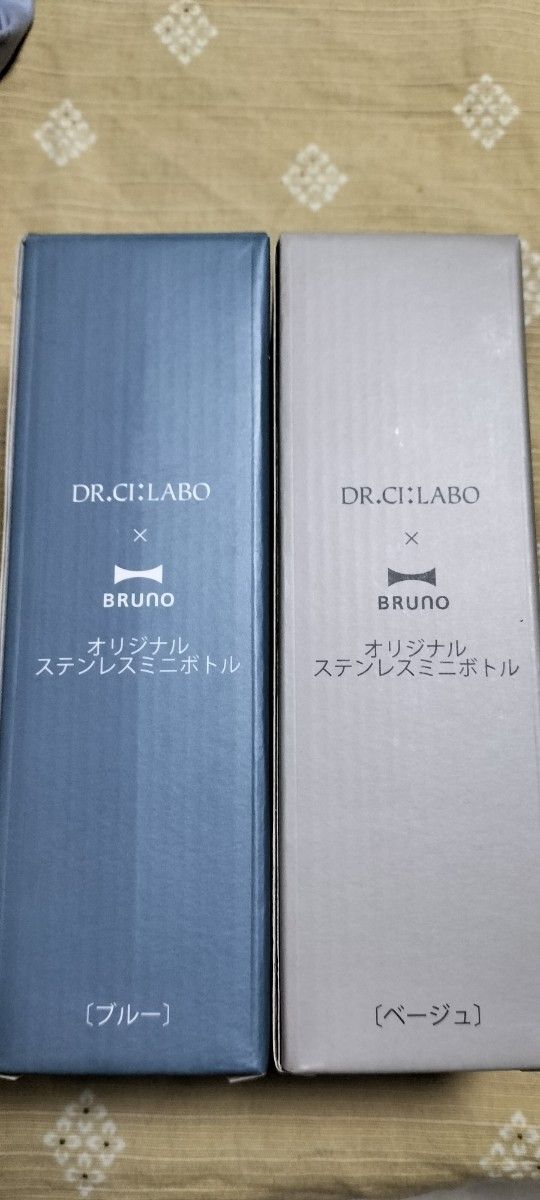 DR.CI:LABO
×
BRUNO
オリジナル
ステンレスミニボトル
〔ブルー〕
DR.CI:LABO
×
BRUNO
オリジナル
ステンレスミニボトル
〔ベージュ〕